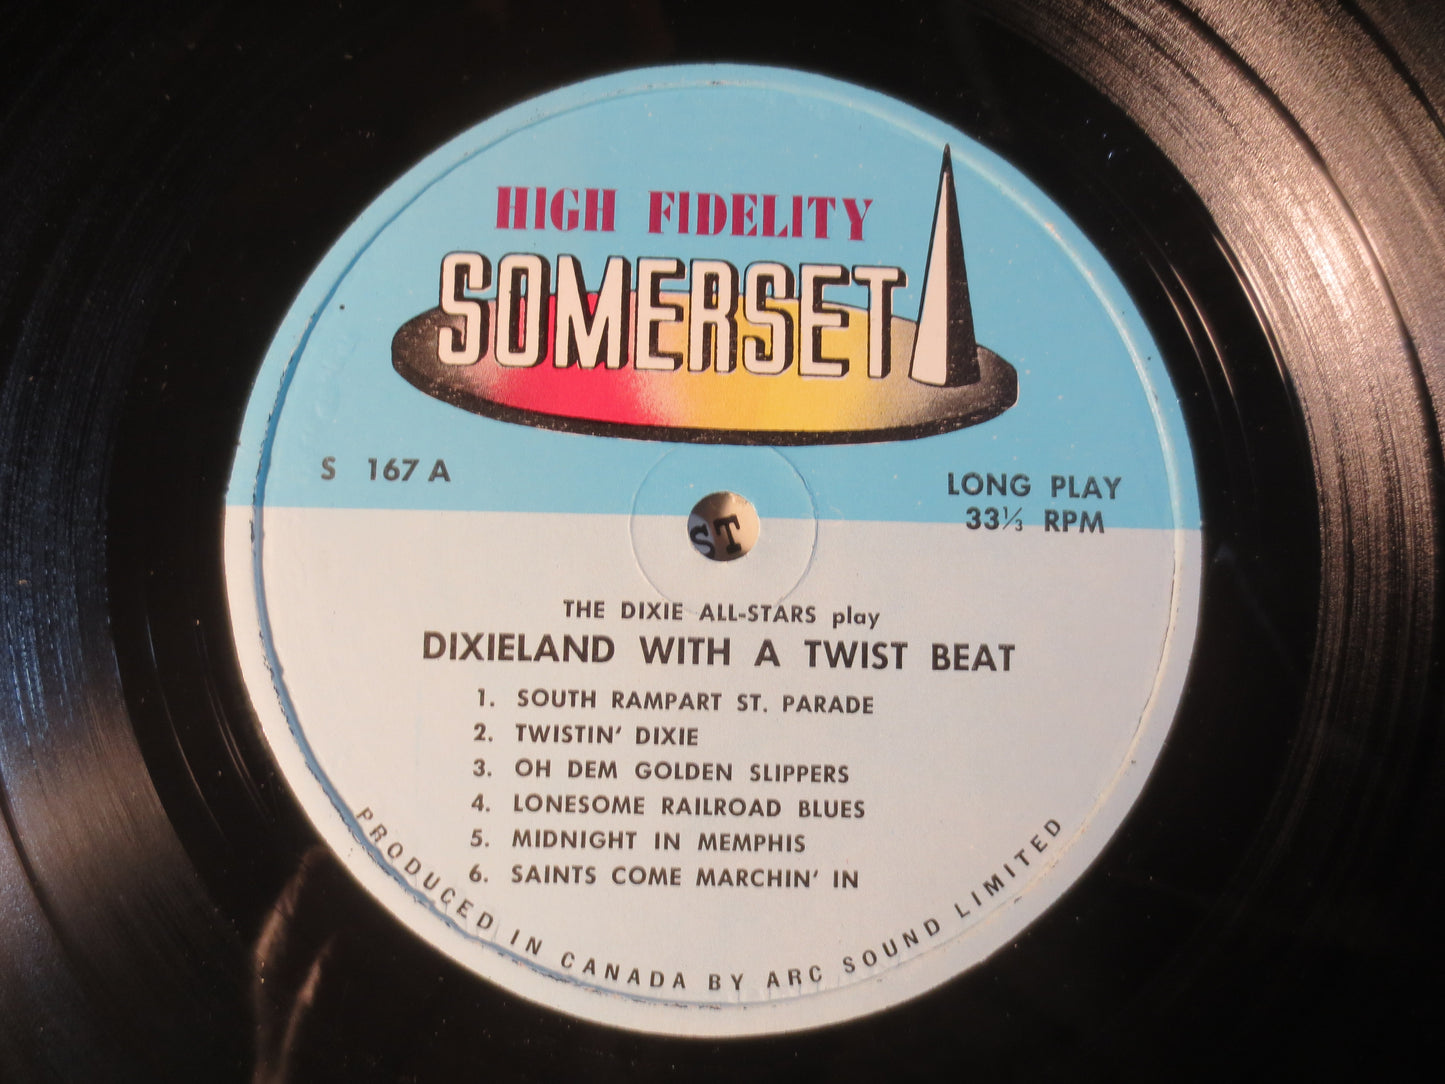 HIGH FIDELITY
SOMERSET
S 167 A
LONG PLAY
33⅓ RPM
ST
THE DIXIE ALL-STARS play
DIXIELAND WITH A TWIST BEAT
1. SOUTH RAMPART ST. PARADE
2. TWISTIN' DIXIE
3. OH DEM GOLDEN SLIPPERS
4. LONESOME RAILROAD BLUES
5. MIDNIGHT IN MEMPHIS
6. SAINTS COME MARCHIN' IN
PRODUCED IN CANADA BY ARC SOUND LIMITED